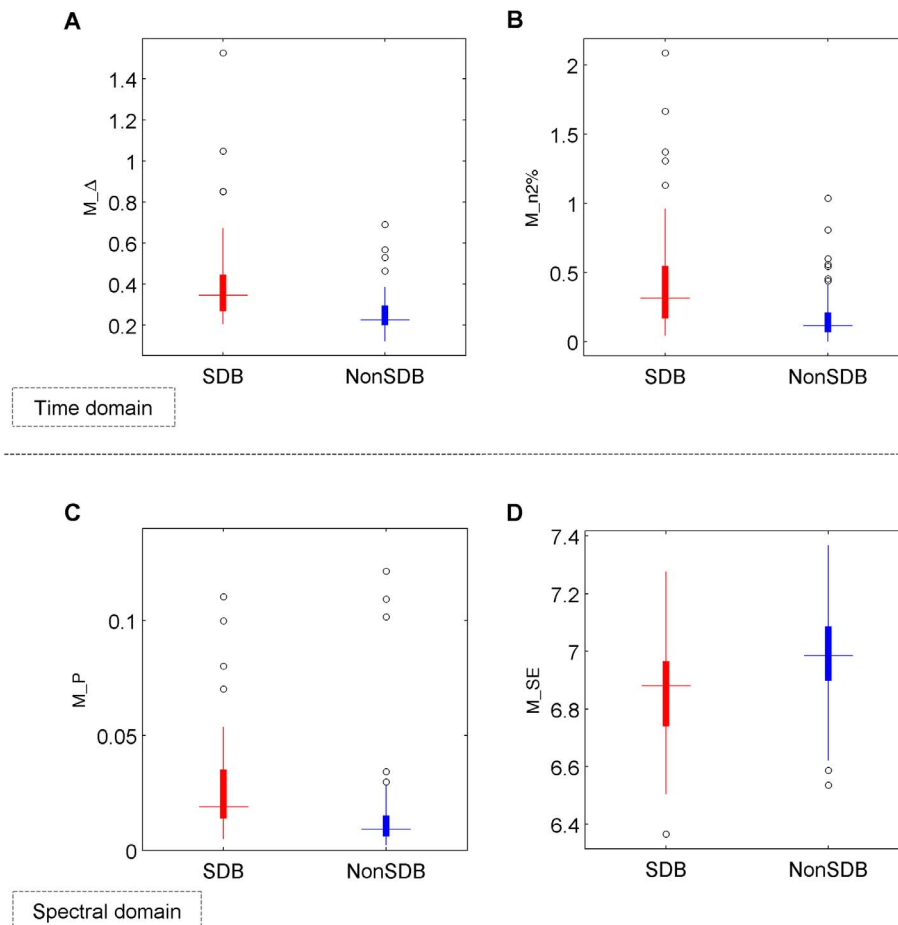 A
1.4
1.2
1
0.8
0.6
0.4
0.2
M_Δ
SDB
NonSDB
B
2
1.5
1
0.5
0
M_n2%
SDB
NonSDB
Time domain
C
0.1
0.05
0
M_P
SDB
NonSDB
D
7.4
7.2
7
6.8
6.6
6.4
M_SE
SDB
NonSDB
Spectral domain